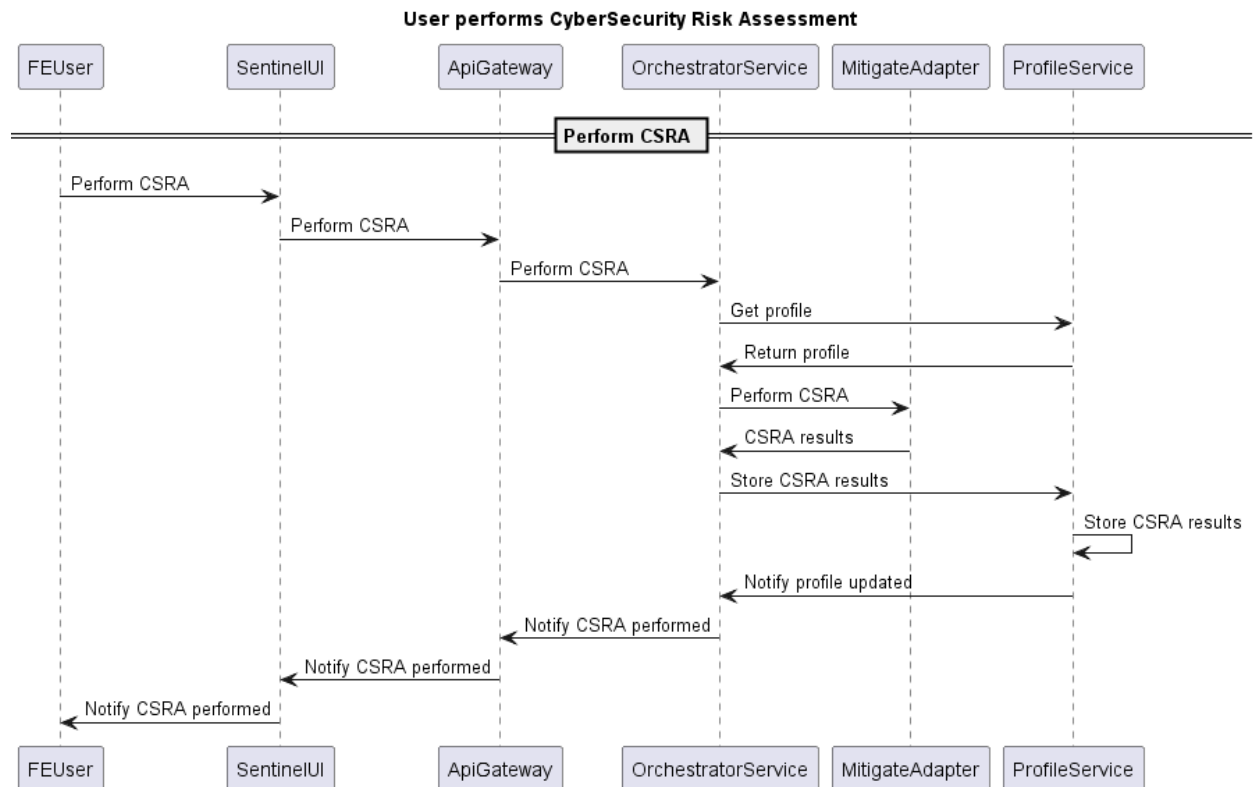 User performs CyberSecurity Risk Assessment
FEUser
SentinelUI
ApiGateway
OrchestratorService
MitigateAdapter
ProfileService
Perform CSRA
Perform CSRA
Perform CSRA
Perform CSRA
Get profile
Return profile
Perform CSRA
CSRA results
Store CSRA results
Store CSRA results
Notify profile updated
Notify CSRA performed
Notify CSRA performed
Notify CSRA performed
FEUser
SentinelUI
ApiGateway
OrchestratorService
MitigateAdapter
ProfileService